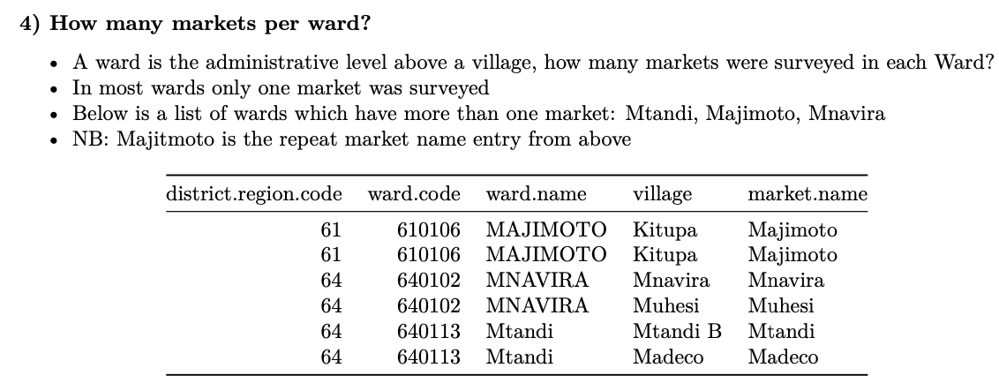 4) How many markets per ward?
• A ward is the administrative level above a village, how many markets were surveyed in each Ward?
• In most wards only one market was surveyed
• Below is a list of wards which have more than one market: Mtandi, Majimoto, Mnavira
• NB: Majitmoto is the repeat market name entry from above
district.region.code ward.code ward.name village market.name
61 610106 MAJIMOTO Kitupa Majimoto
61 610106 MAJIMOTO Kitupa Majimoto
64 640102 MNAVIRA Mnavira Mnavira
64 640102 MNAVIRA Muhesi Muhesi
64 640113 Mtandi Mtandi B Mtandi
64 640113 Mtandi Madeco Madeco